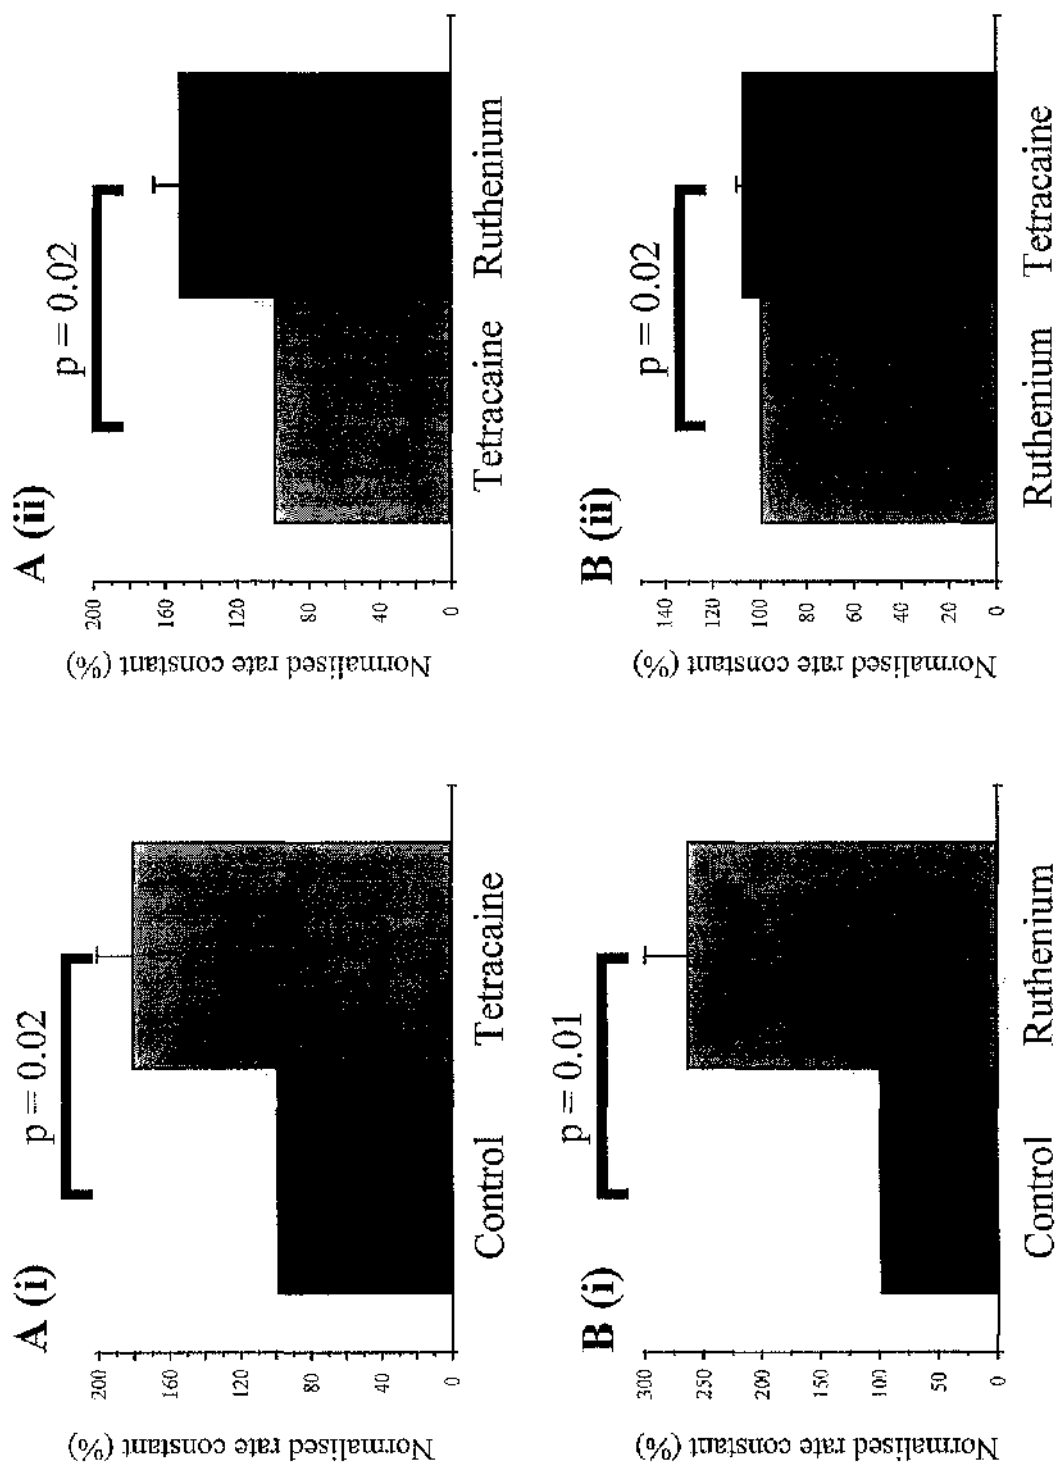 A (i)
p = 0.02
Normalised rate constant (%)
200
160
120
80
40
0
Control Tetracaine
A (ii)
p = 0.02
Normalised rate constant (%)
200
160
120
80
40
0
Tetracaine Ruthenium
B (i)
p = 0.01
Normalised rate constant (%)
300
250
200
150
100
50
0
Control Ruthenium
B (ii)
p = 0.02
Normalised rate constant (%)
140
120
100
80
60
40
20
0
Ruthenium Tetracaine